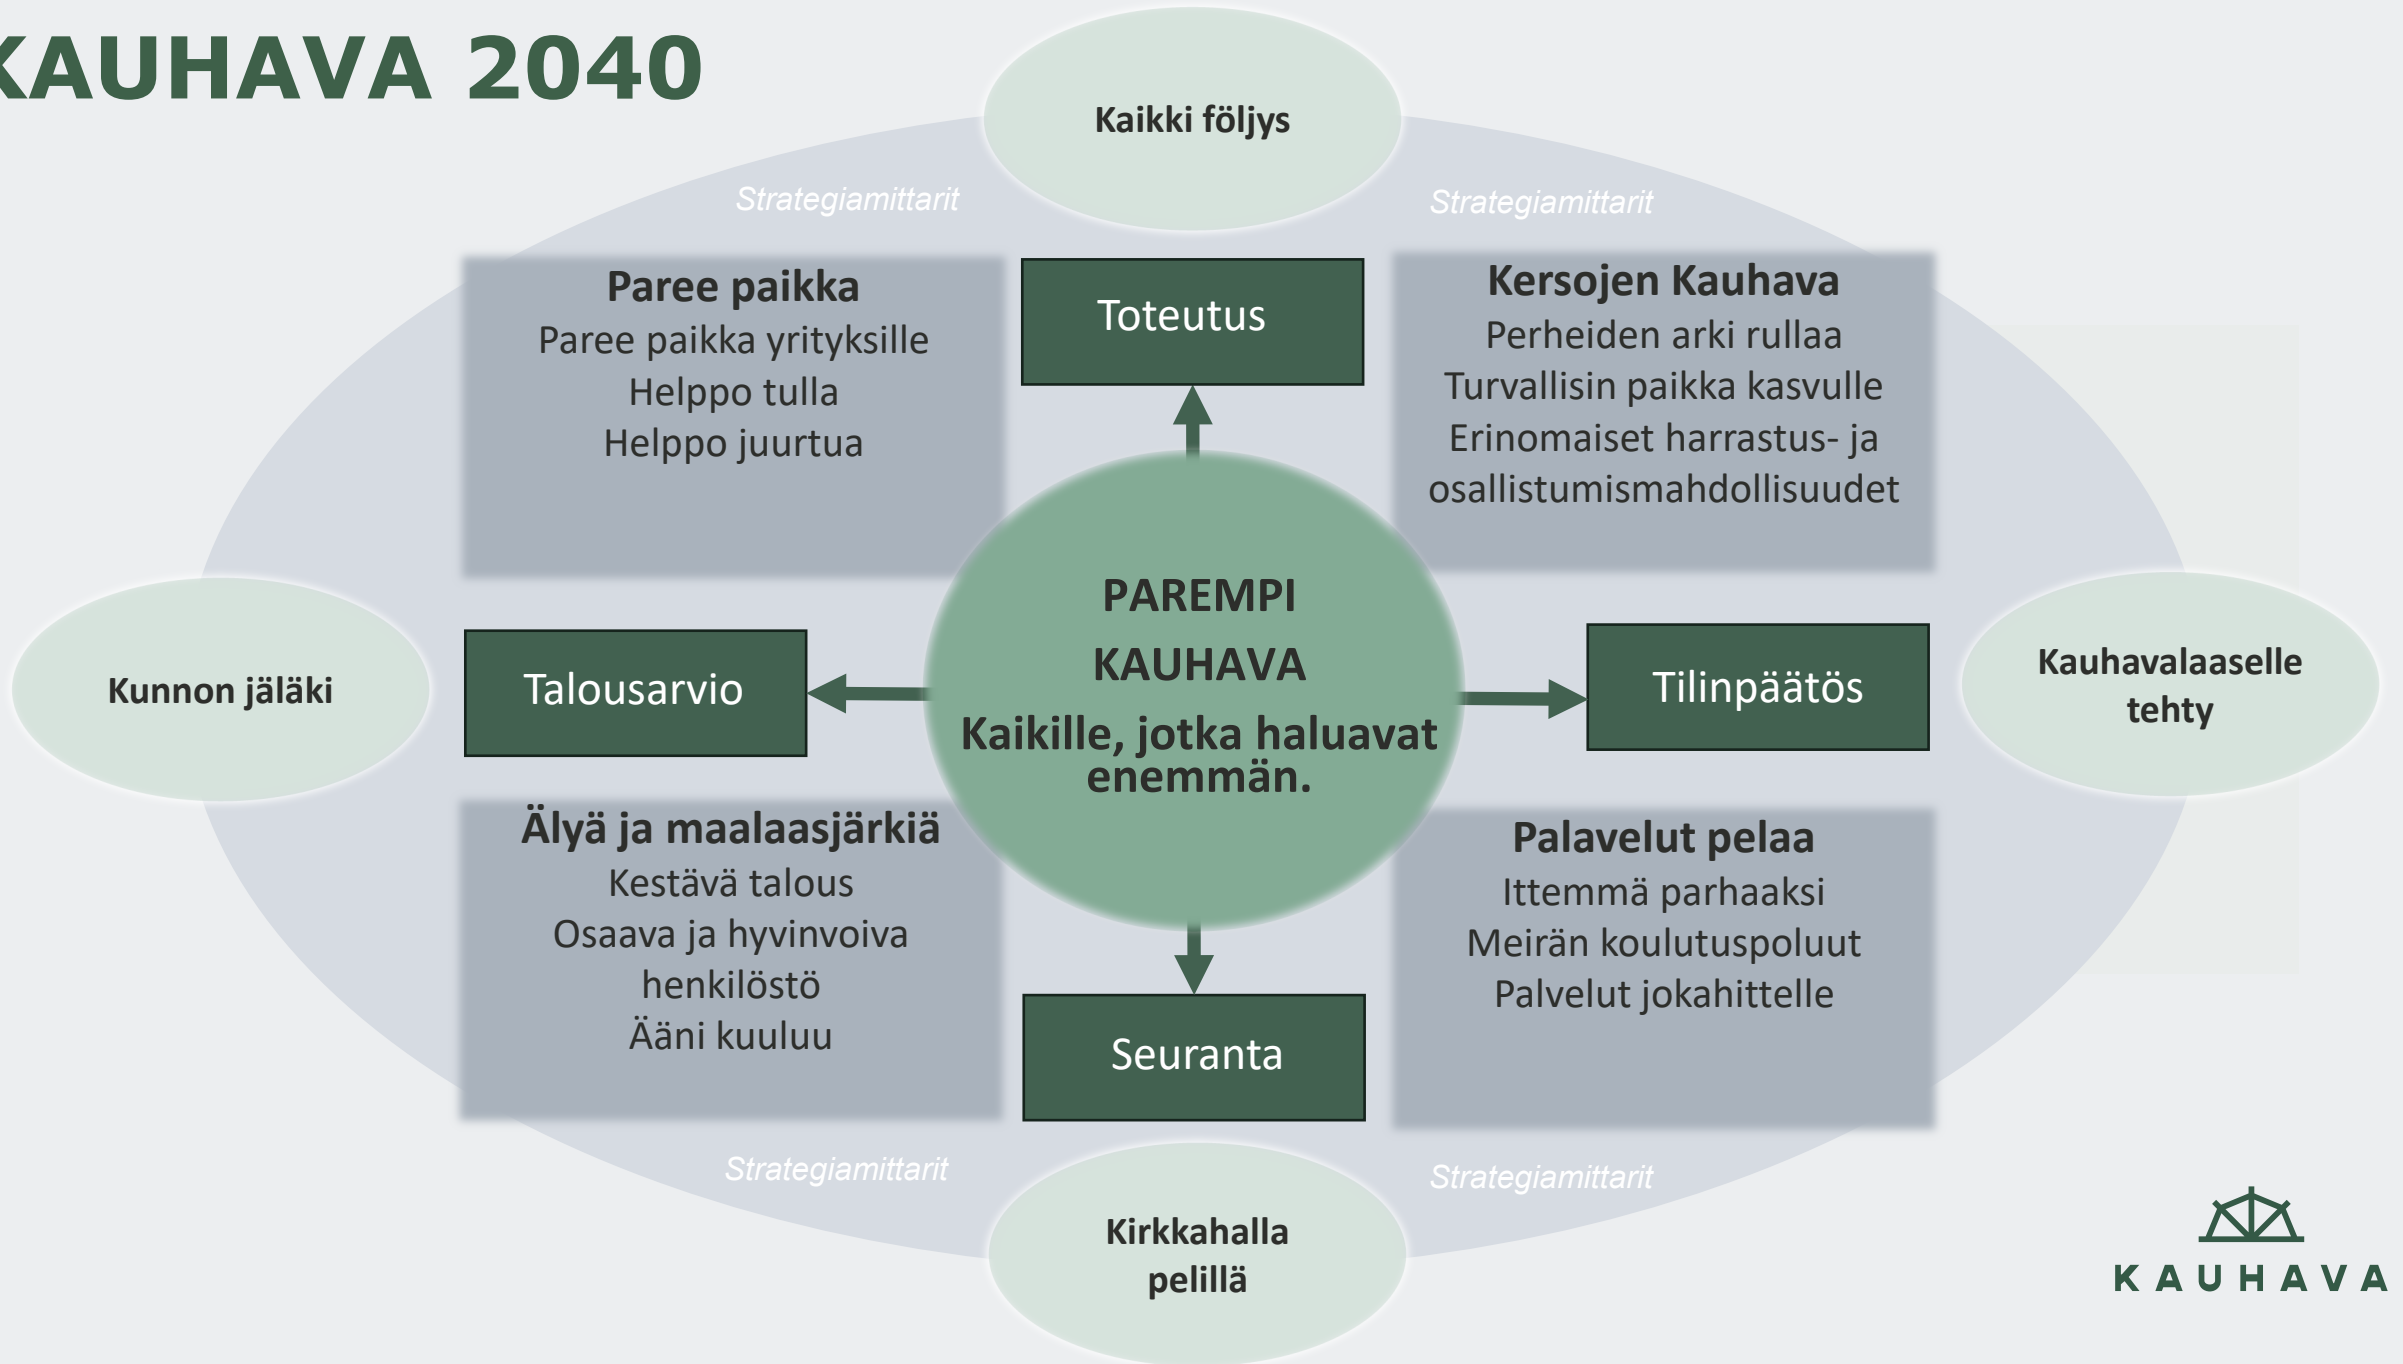 KAUHAVA 2040
Kaikki följys
Strategiamittarit
Strategiamittarit
Paree paikka
Paree paikka yrityksille
Helppo tulla
Helppo juurtua
Toteutus
Kersojen Kauhava
Perheiden arki rullaa
Turvallisin paikka kasvulle
Erinomaiset harrastus- ja
osallistumismahdollisuudet
Kunnon jäläki
Talousarvio
PAREMPI
KAUHAVA
Kaikille, jotka haluavat
enemmän.
Tilinpäätös
Kauhavalaaselle
tehty
Älyä ja maalaasjärkiä
Kestävä talous
Osaava ja hyvinvoiva
henkilöstö
Ääni kuuluu
Seuranta
Palavelut pelaa
Ittemmä parhaaksi
Meirän koulutuspoluut
Palvelut jokahittelle
Strategiamittarit
Strategiamittarit
Kirkkahalla
pelillä
KAUHAVA